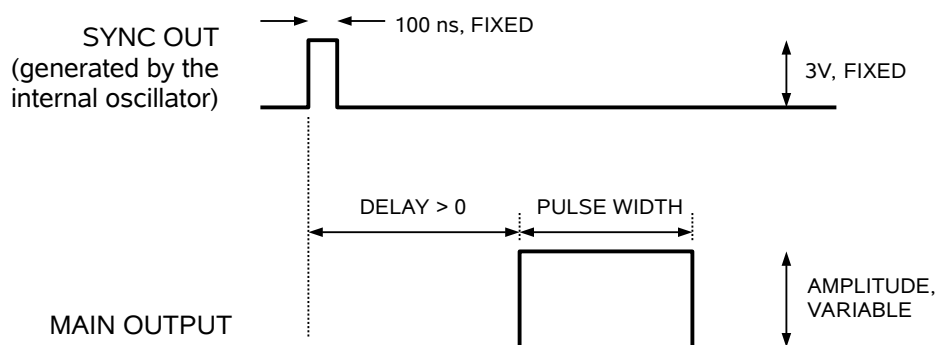 SYNC OUT
(generated by the
internal oscillator)
100 ns, FIXED
3V, FIXED
DELAY > 0
PULSE WIDTH
AMPLITUDE,
VARIABLE
MAIN OUTPUT